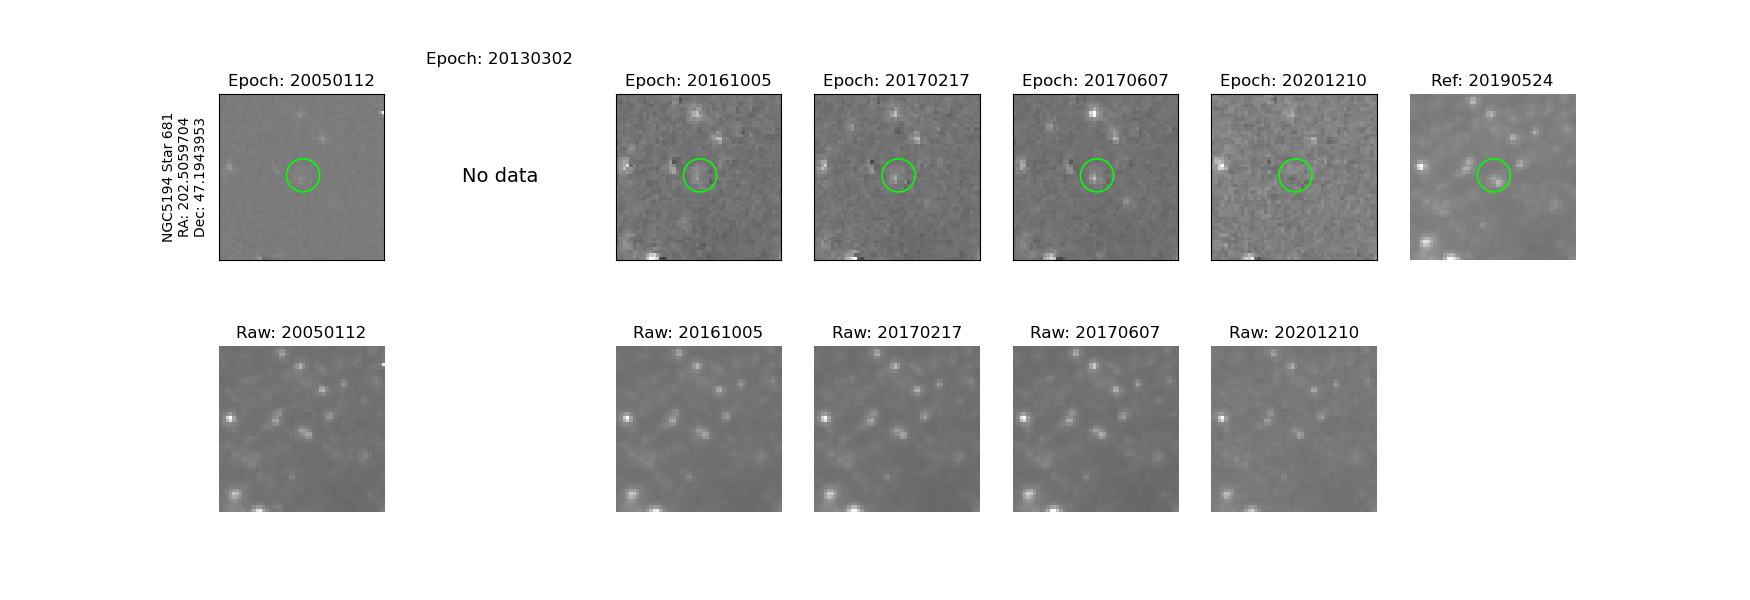 Epoch: 20130302
Epoch: 20050112
Epoch: 20161005
Epoch: 20170217
Epoch: 20170607
Epoch: 20201210
Ref: 20190524
NGC5194 Star 681
RA: 202.5059704
Dec: 47.1943953
No data
Raw: 20050112
Raw: 20161005
Raw: 20170217
Raw: 20170607
Raw: 20201210